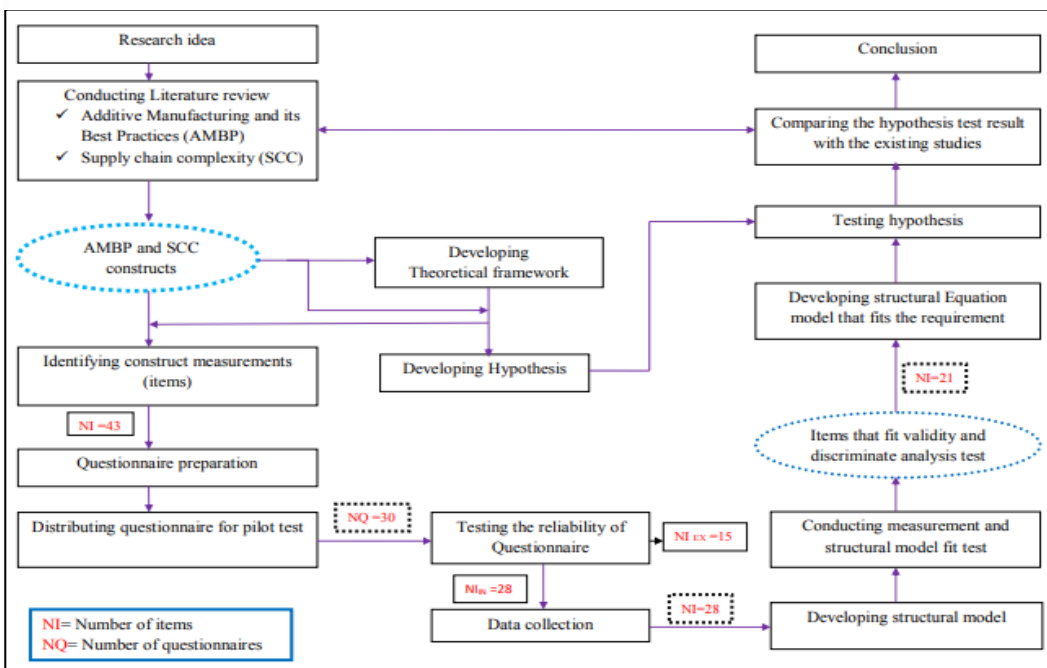 Research idea
Conducting Literature review
✓ Additive Manufacturing and its
Best Practices (AMBP)
✓ Supply chain complexity (SCC)
AMBP and SCC
constructs
Developing
Theoretical framework
Identifying construct measurements
(items)
Developing Hypothesis
NI =43
Questionnaire preparation
Distributing questionnaire for pilot test
NQ =30
Testing the reliability of
Questionnaire
NI EX =15
NI IN =28
Data collection
NI=28
Developing structural model
Conducting measurement and
structural model fit test
Items that fit validity and
discriminate analysis test
NI=21
Developing structural Equation
model that fits the requirement
Testing hypothesis
Comparing the hypothesis test result
with the existing studies
Conclusion
NI= Number of items
NQ= Number of questionnaires